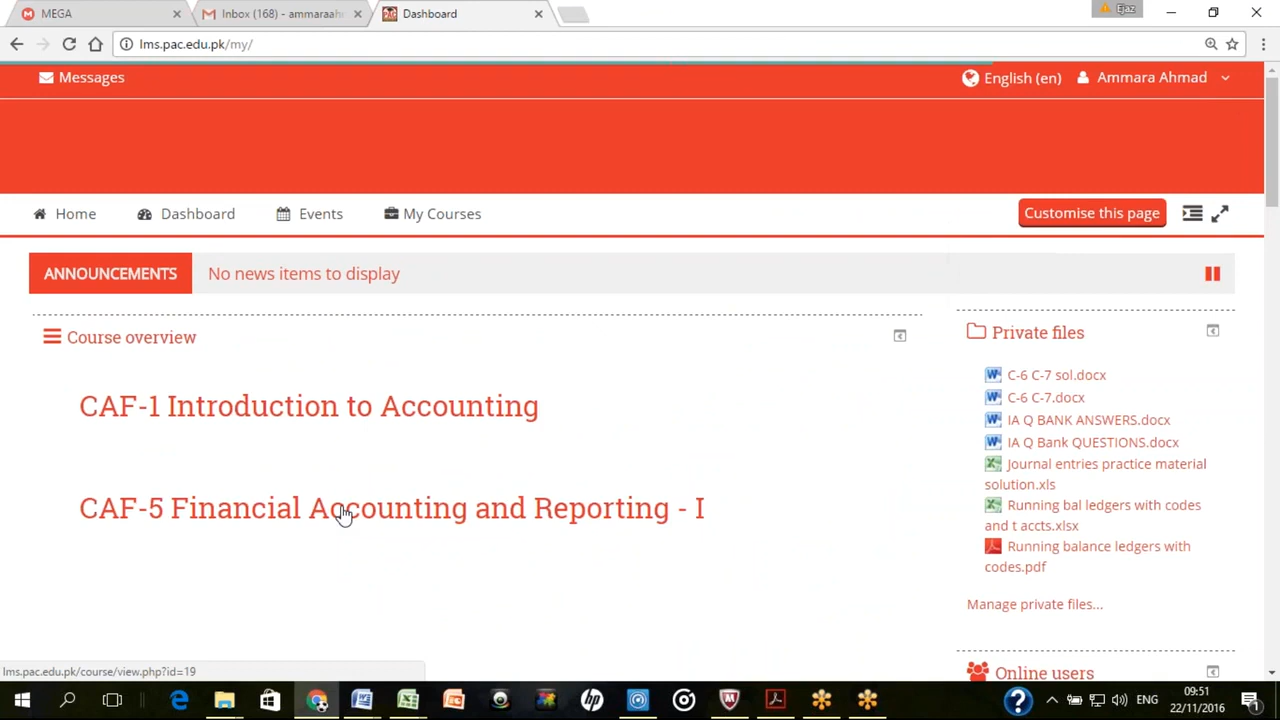 MEGA
Inbox (168) - ammaraahr
Dashboard
Ejaz
lms.pac.edu.pk/my/
Messages
English (en)
Ammara Ahmad
Home
Dashboard
Events
My Courses
Customise this page
ANNOUNCEMENTS
No news items to display
Course overview
CAF-1 Introduction to Accounting
CAF-5 Financial Accounting and Reporting - I
Private files
C-6 C-7 sol.docx
C-6 C-7.docx
IA Q BANK ANSWERS.docx
IA Q Bank QUESTIONS.docx
Journal entries practice material
solution.xls
Running bal ledgers with codes
and t accts.xlsx
Running balance ledgers with
codes.pdf
Manage private files...
Online users
lms.pac.edu.pk/course/view.php?id=19
ENG
09:51
22/11/2016